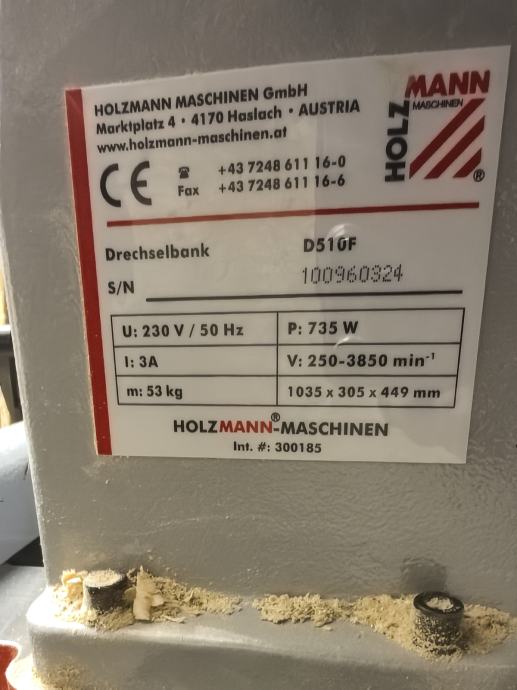 HOLZMANN MASCHINEN GmbH
Marktplatz 4 • 4170 Haslach • AUSTRIA
www.holzmann-maschinen.at
HOLZMANN
MASCHINEN
®
CE
☎ +43 7248 611 16-0
Fax +43 7248 611 16-6
Drechselbank D510F
S/N 100960324
U: 230 V / 50 Hz P: 735 W
I: 3A V: 250-3850 min⁻¹
m: 53 kg 1035 x 305 x 449 mm
HOLZMANN®-MASCHINEN
Int. #: 300185